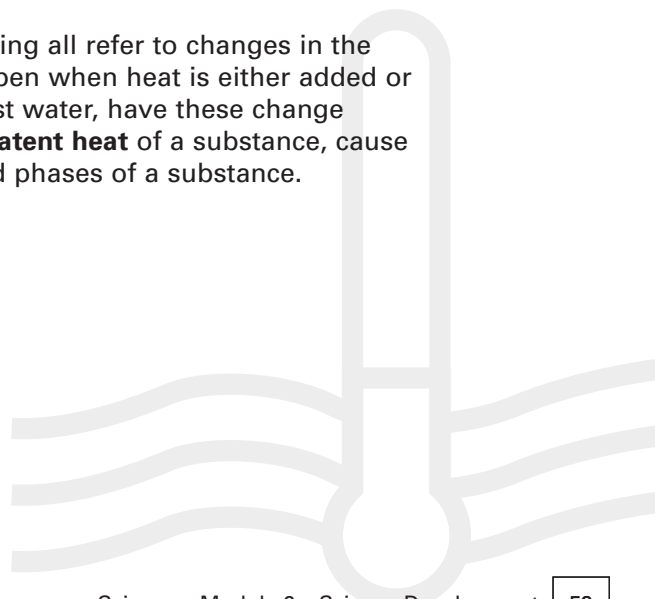 ing all refer to changes in the
pen when heat is either added or
st water, have these change
atent heat of a substance, cause
d phases of a substance.